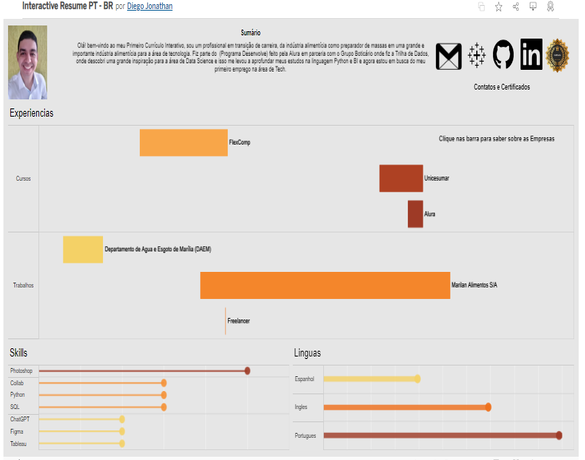 Interactive Resume PT - BR por Diego Jonathan
Sumário
Olá! bem-vindo ao meu Primeiro Currículo Interativo, sou um profissional em transição de carreira, da indústria alimentícia como preparador de massas em uma grande e
importante indústria alimentícia para a área de tecnologia. Fiz parte do (Programa Desenvolve) feito pela Alura em parceria com o Grupo Boticário onde fiz a Trilha de Dados,
onde descobri uma grande inspiração para a área de Data Science e isso me levou a aprofundar meus estudos na linguagem Python e BI e agora estou em busca do meu
primeiro emprego na área de Tech.
Contatos e Certificados
Experiencias
Clique nas barra para saber sobre as Empresas
Cursos
FlexComp
Unicesumar
Alura
Trabalhos
Departamento de Agua e Esgoto de Marília (DAEM)
Marilan Alimentos S/A
Freelancer
Skills
Photoshop
Collab
Python
SQL
ChatGPT
Figma
Tableau
Linguas
Espanhol
Ingles
Portugues